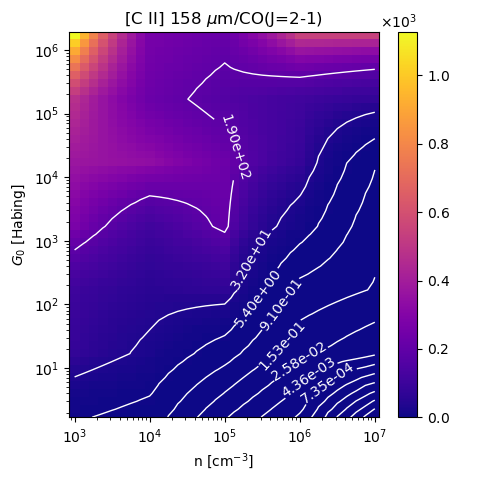 [C II] 158 μm/CO(J=2-1)
×10³
G₀ [Habing]
10⁶
10⁵
10⁴
10³
10²
10¹
1.90e+02
3.20e+01
5.40e+00
9.10e-01
1.53e-01
2.58e-02
4.36e-03
7.35e-04
1.0
0.8
0.6
0.4
0.2
0.0
10³ 10⁴ 10⁵ 10⁶ 10⁷
n [cm⁻³]